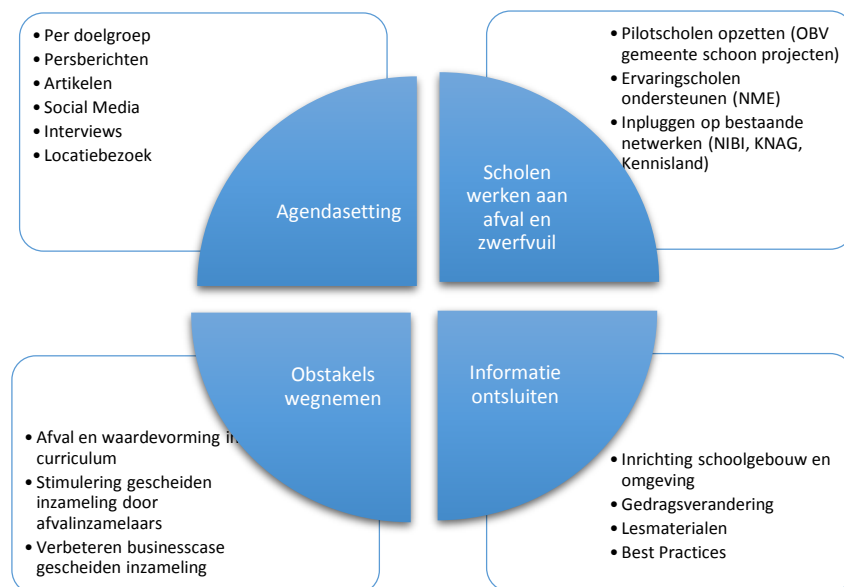 • Per doelgroep
• Persberichten
• Artikelen
• Social Media
• Interviews
• Locatiebezoek
• Pilotscholen opzetten (OBV
gemeente schoon projecten)
• Ervaringscholen
ondersteunen (NME)
• Inpluggen op bestaande
netwerken (NIBI, KNAG,
Kennisland)
Agendasetting
Scholen
werken aan
afval en
zwerfvuil
Obstakels
wegnemen
Informatie
ontsluiten
• Afval en waardevorming in
curriculum
• Stimulering gescheiden
inzameling door
afvalinzamelaars
• Verbeteren businesscase
gescheiden inzameling
• Inrichting schoolgebouw en
omgeving
• Gedragsverandering
• Lesmaterialen
• Best Practices